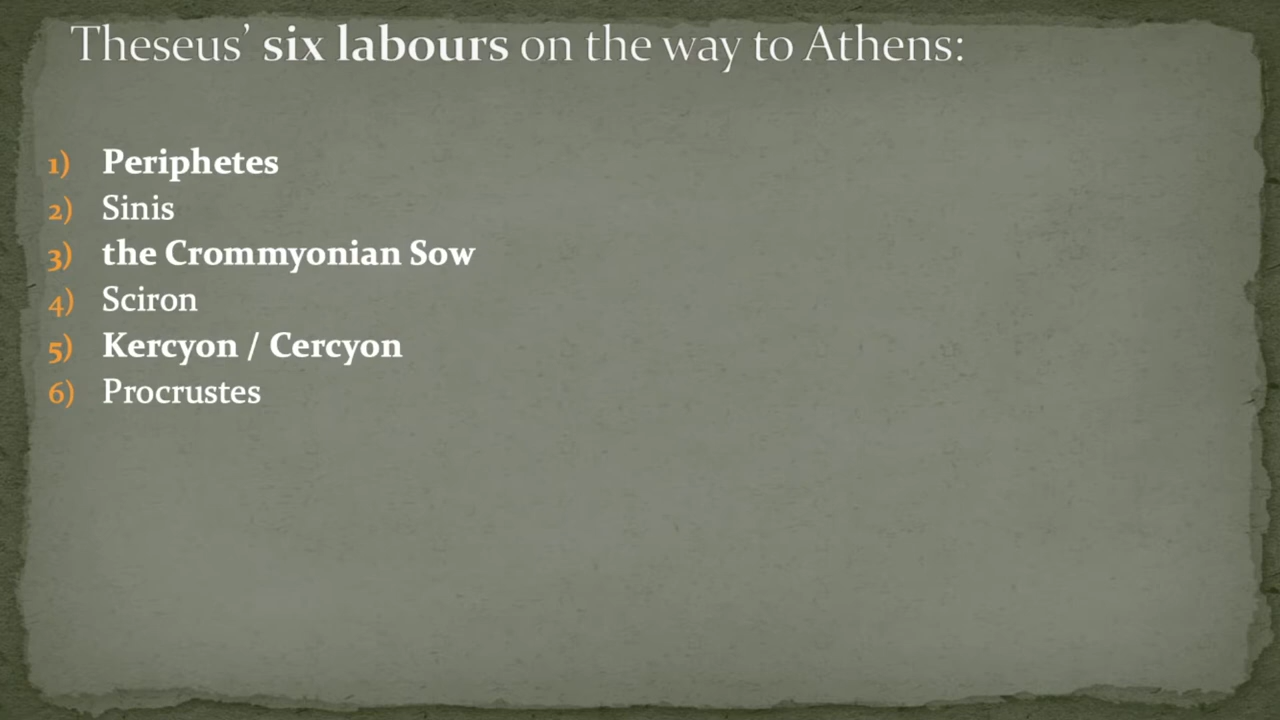 Theseus’ six labours on the way to Athens:
1) Periphetes
2) Sinis
3) the Crommyonian Sow
4) Sciron
5) Kercyon / Cercyon
6) Procrustes